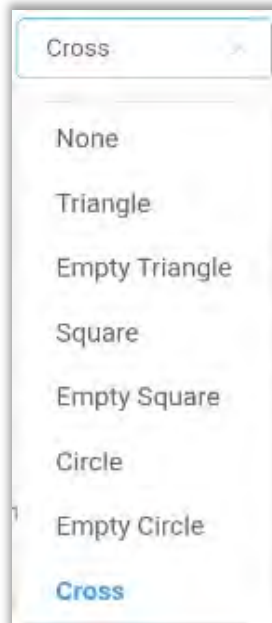 Cross
None
Triangle
Empty Triangle
Square
Empty Square
Circle
Empty Circle
Cross